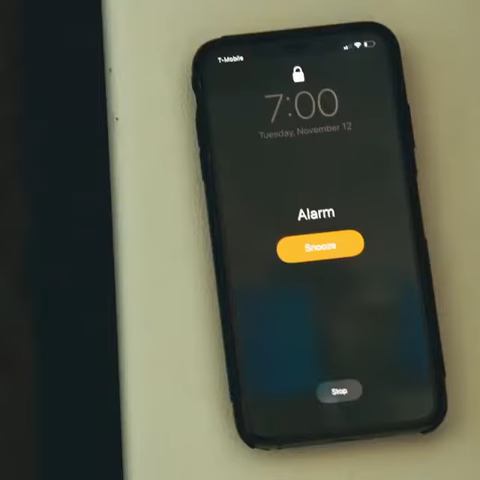 T-Mobile
7:00
Tuesday, November 12
Alarm
Snooze
Stop